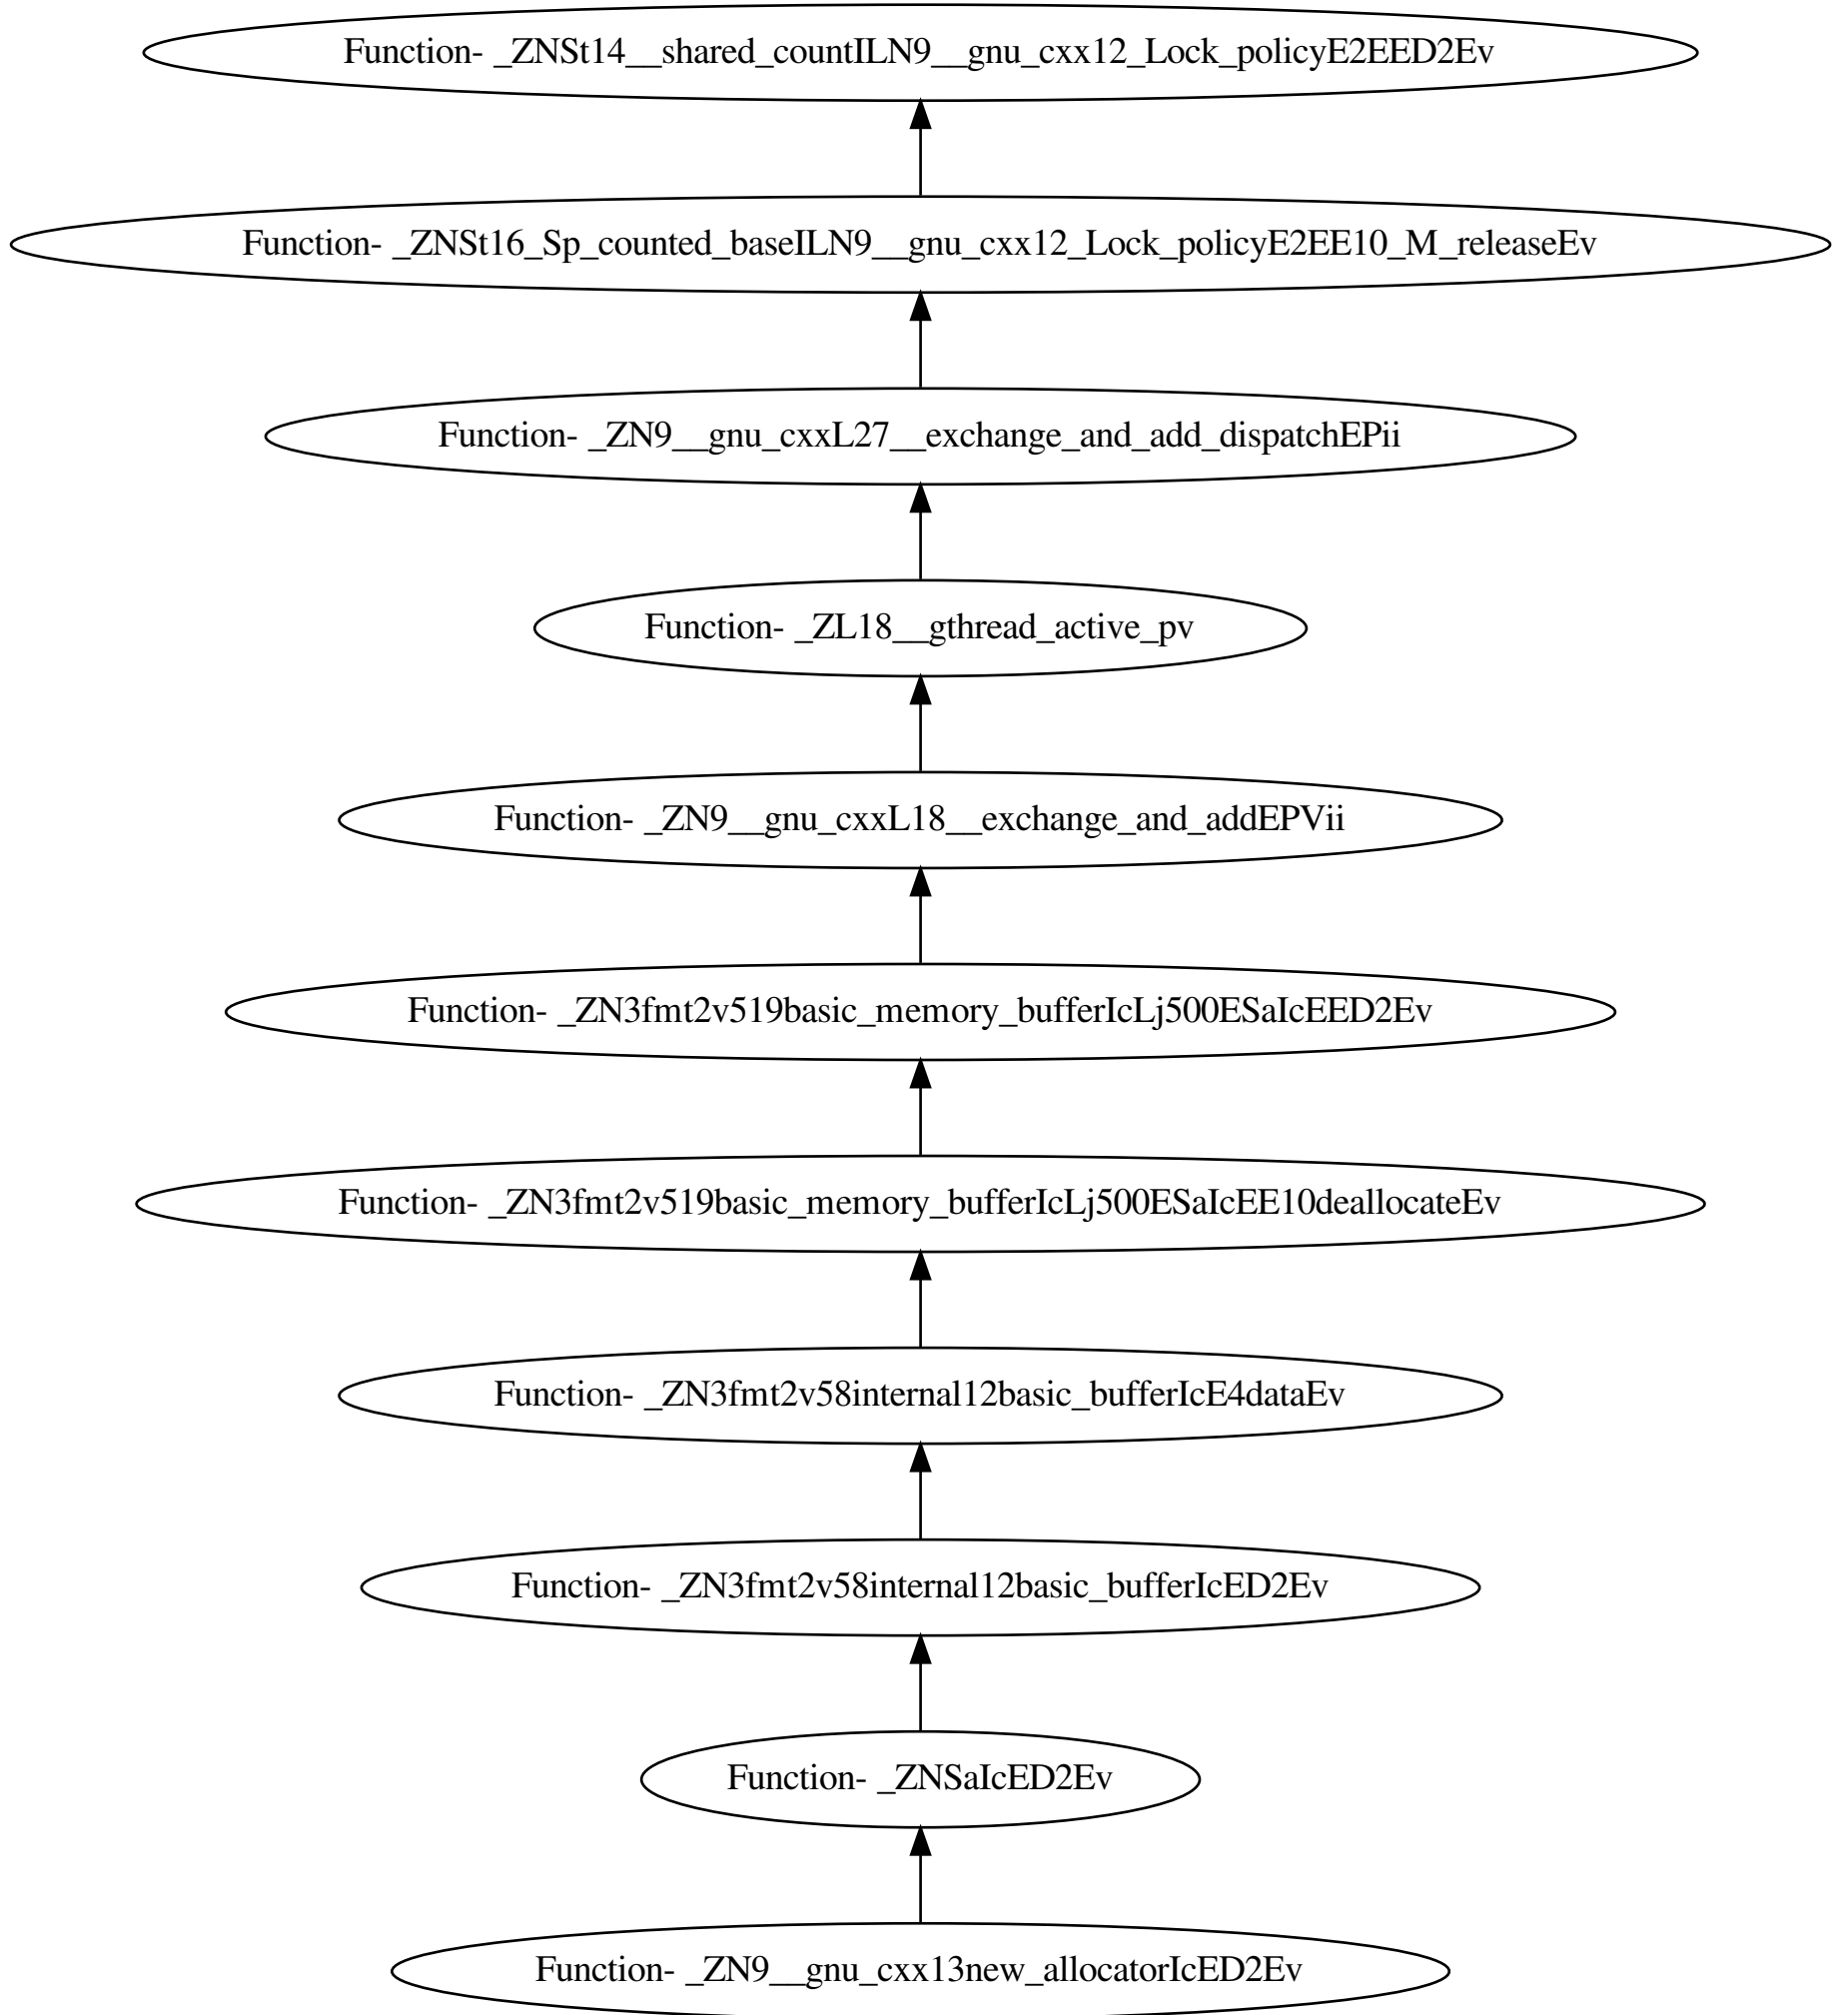 Function- _ZNSt14__shared_countILN9__gnu_cxx12_Lock_policyE2EED2Ev
Function- _ZNSt16_Sp_counted_baseILN9__gnu_cxx12_Lock_policyE2EE10_M_releaseEv
Function- _ZN9__gnu_cxxL27__exchange_and_add_dispatchEPii
Function- _ZL18__gthread_active_pv
Function- _ZN9__gnu_cxxL18__exchange_and_addEPVii
Function- _ZN3fmt2v519basic_memory_bufferIcLj500ESaIcEED2Ev
Function- _ZN3fmt2v519basic_memory_bufferIcLj500ESaIcEE10deallocateEv
Function- _ZN3fmt2v58internal12basic_bufferIcE4dataEv
Function- _ZN3fmt2v58internal12basic_bufferIcED2Ev
Function- _ZNSaIcED2Ev
Function- _ZN9__gnu_cxx13new_allocatorIcED2Ev